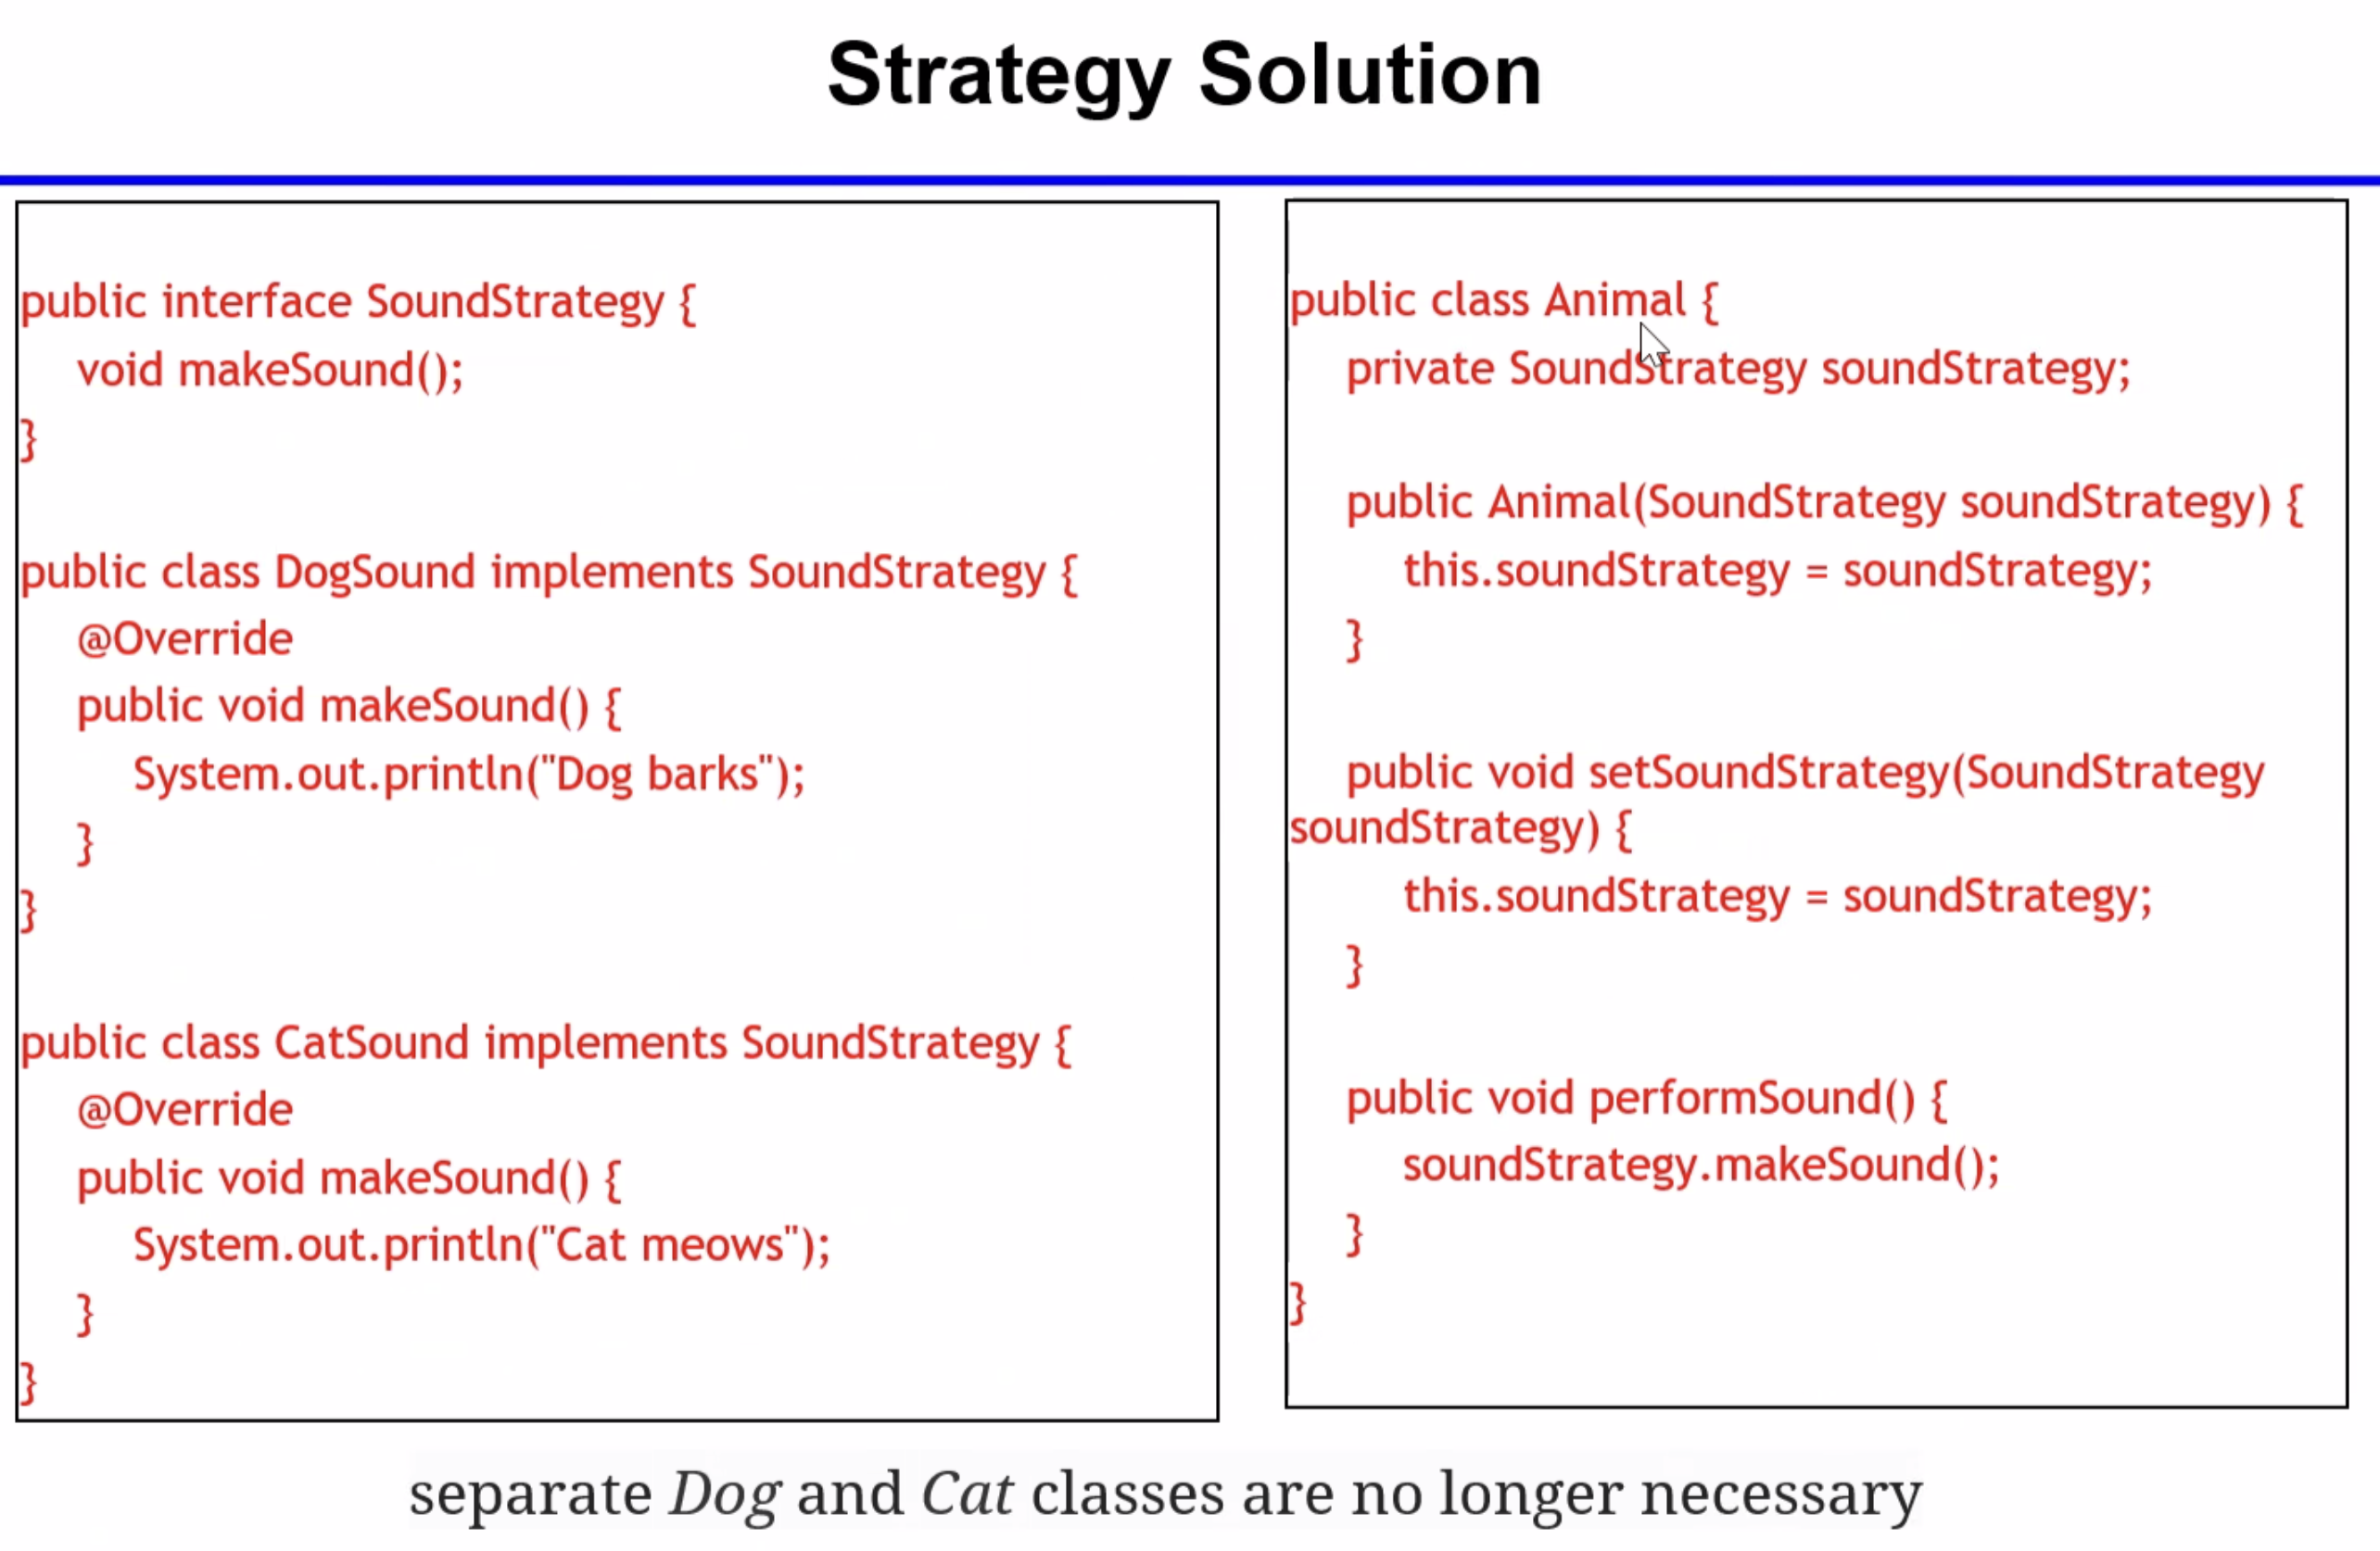 Strategy Solution
public interface SoundStrategy {
void makeSound();
}
public class DogSound implements SoundStrategy {
@Override
public void makeSound() {
System.out.println("Dog barks");
}
}
public class CatSound implements SoundStrategy {
@Override
public void makeSound() {
System.out.println("Cat meows");
}
}
public class Animal {
private SoundStrategy soundStrategy;
public Animal(SoundStrategy soundStrategy) {
this.soundStrategy = soundStrategy;
}
public void setSoundStrategy(SoundStrategy
soundStrategy) {
this.soundStrategy = soundStrategy;
}
public void performSound() {
soundStrategy.makeSound();
}
}
separate Dog and Cat classes are no longer necessary